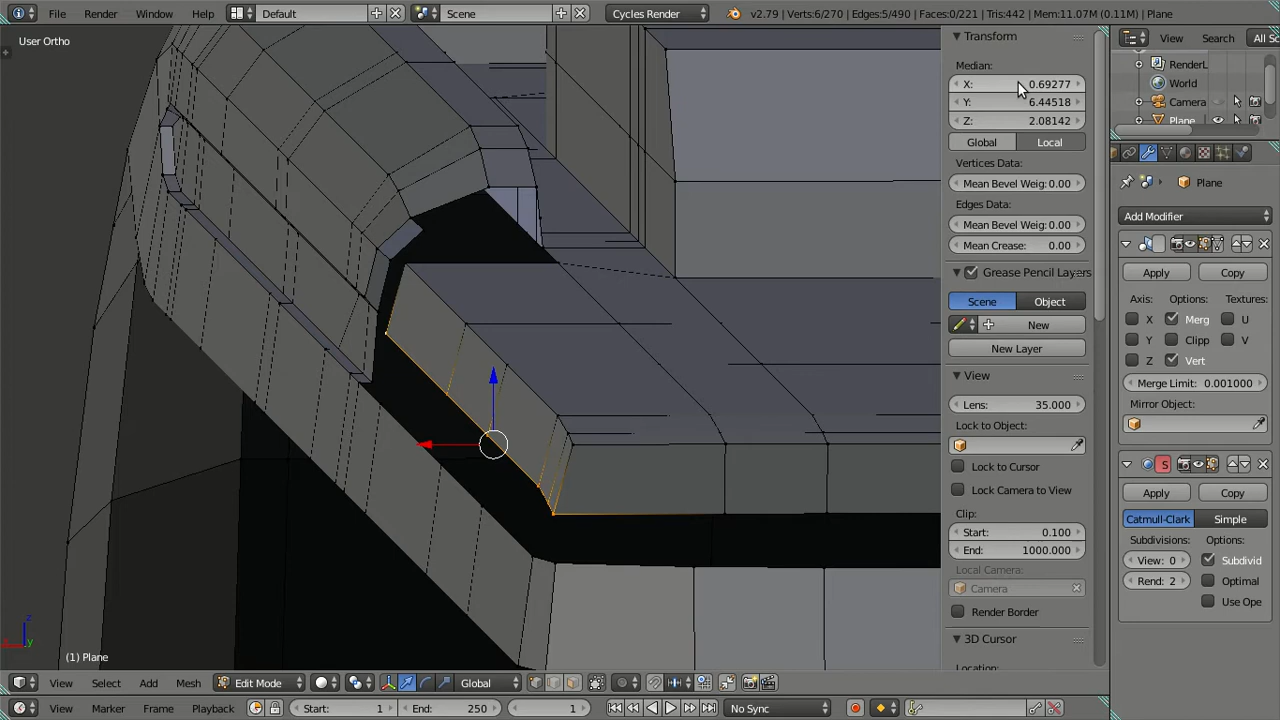 File Render Window Help Default Scene Cycles Render v2.79 | Verts:6/270 | Edges:5/490 | Faces:0/221 | Tris:442 | Mem:11.07M (0.11M) | Plane
User Ortho
Transform
View Search All Sc
Median:
RenderL
X: 0.69277
World
Y: 6.44518
Camera
Z: 2.08142
Plane
Global Local
Vertices Data:
Mean Bevel Weig: 0.00
Plane
Edges Data:
Add Modifier
Mean Bevel Weig: 0.00
Mean Crease: 0.00
Grease Pencil Layers
Apply Copy
Scene Object
Axis: Options: Textures:
X Merg U
New
Y Clipp V
New Layer
Z Vert
View
Merge Limit: 0.001000
Lens: 35.000
Mirror Object:
Lock to Object:
Lock to Cursor
S
Lock Camera to View
Apply Copy
Clip:
Catmull-Clark Simple
Start: 0.100
Subdivisions: Options:
End: 1000.000
View: 0 Subdivid
Local Camera:
Rend: 2 Optimal
Camera
Use Ope
Render Border
3D Cursor
z
x y
(1) Plane
Location:
View Select Add Mesh Edit Mode Global
View Marker Frame Playback Start: 1 End: 250 1 No Sync